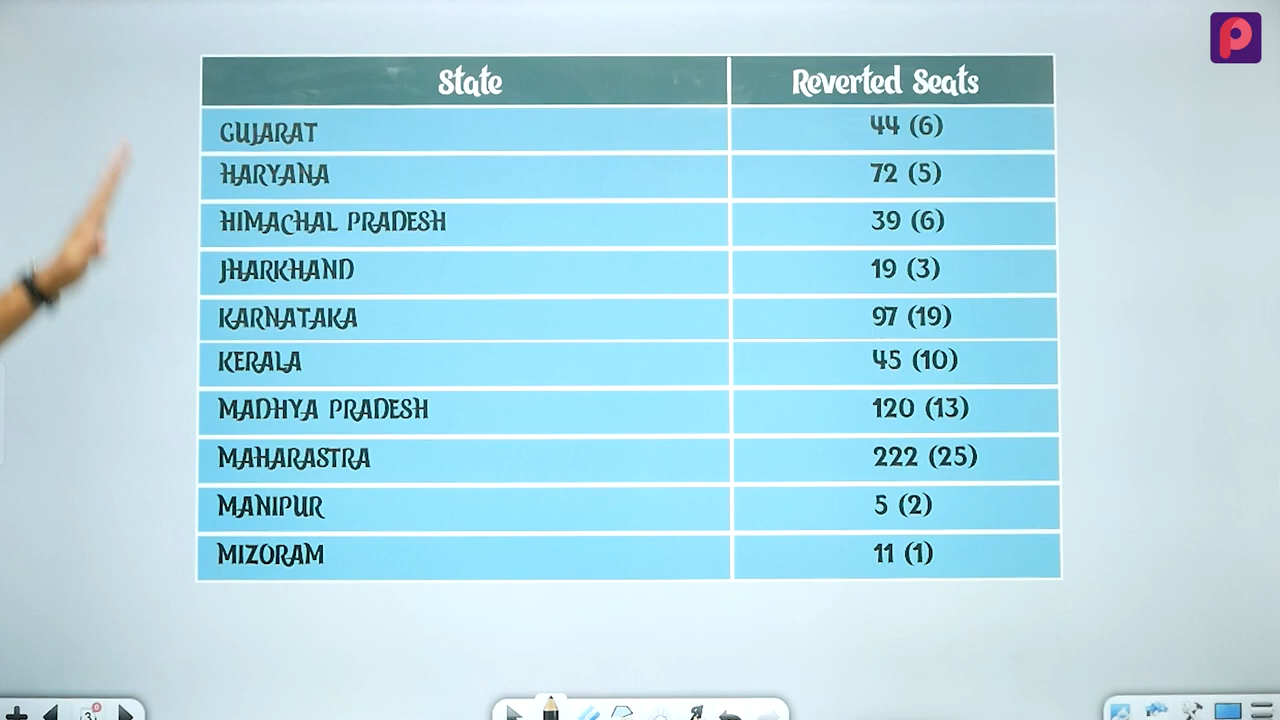 State Reverted Seats
GUJARAT 44 (6)
HARYANA 72 (5)
HIMACHAL PRADESH 39 (6)
JHARKHAND 19 (3)
KARNATAKA 97 (19)
KERALA 45 (10)
MADHYA PRADESH 120 (13)
MAHARASTRA 222 (25)
MANIPUR 5 (2)
MIZORAM 11 (1)